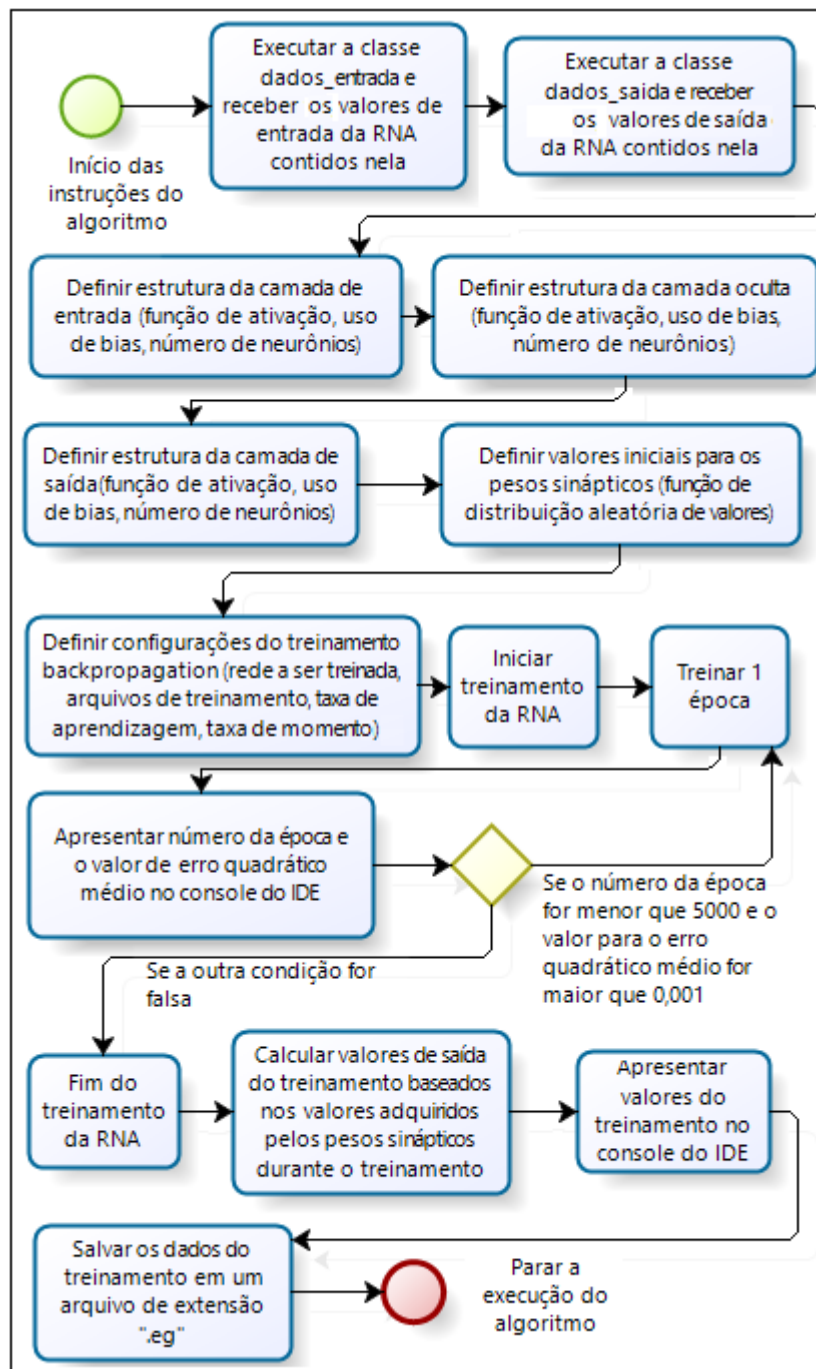 Executar a classe
dados_entrada e
receber os valores de
entrada da RNA
contidos nela
Executar a classe
dados_saida e receber
os valores de saída
da RNA contidos nela
Início das
instruções do
algoritmo
Definir estrutura da camada de
entrada (função de ativação, uso
de bias, número de neurônios)
Definir estrutura da camada oculta
(função de ativação, uso de bias,
número de neurônios)
Definir estrutura da camada de
saída(função de ativação, uso
de bias, número de neurônios)
Definir valores iniciais para os
pesos sinápticos (função de
distribuição aleatória de valores)
Definir configurações do treinamento
backpropagation (rede a ser treinada,
arquivos de treinamento, taxa de
aprendizagem, taxa de momento)
Iniciar
treinamento
da RNA
Treinar 1
época
Apresentar número da época e
o valor de erro quadrático
médio no console do IDE
Se o número da época
for menor que 5000 e o
valor para o erro
quadrático médio for
maior que 0,001
Se a outra condição for
falsa
Fim do
treinamento
da RNA
Calcular valores de saída
do treinamento baseados
nos valores adquiridos
pelos pesos sinápticos
durante o treinamento
Apresentar
valores do
treinamento no
console do IDE
Salvar os dados do
treinamento em um
arquivo de extensão
".eg"
Parar a
execução do
algoritmo